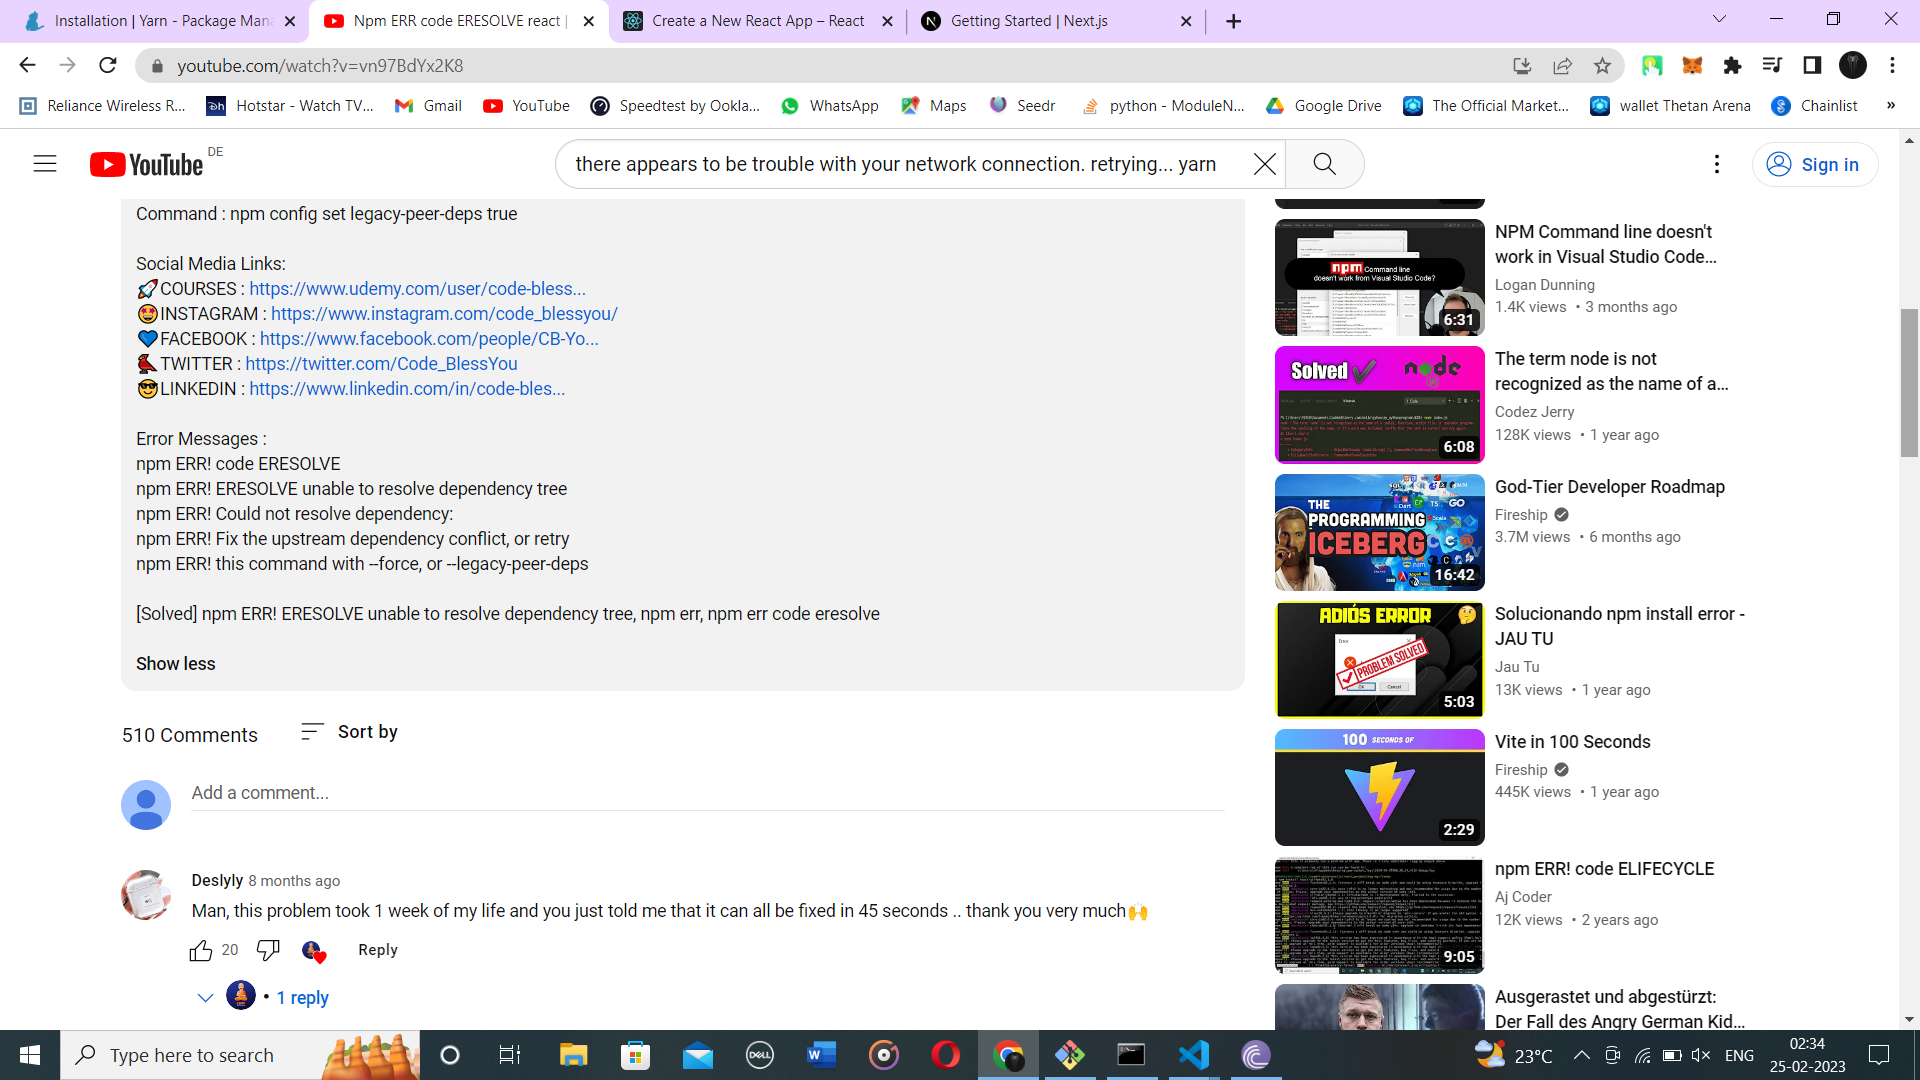 Installation | Yarn - Package Man
Npm ERR code ERESOLVE react |
Create a New React App – React
Getting Started | Next.js
youtube.com/watch?v=vn97BdYx2K8
Reliance Wireless R...
Hotstar - Watch TV...
Gmail
YouTube
Speedtest by Ookla...
WhatsApp
Maps
Seedr
python - ModuleN...
Google Drive
The Official Market...
wallet Thetan Arena
Chainlist
»
YouTube DE
there appears to be trouble with your network connection. retrying... yarn
Sign in
Command : npm config set legacy-peer-deps true
Social Media Links:
🚀COURSES : https://www.udemy.com/user/code-bless...
🤩INSTAGRAM : https://www.instagram.com/code_blessyou/
💙FACEBOOK : https://www.facebook.com/people/CB-Yo...
🐦TWITTER : https://twitter.com/Code_BlessYou
😎LINKEDIN : https://www.linkedin.com/in/code-bles...
Error Messages :
npm ERR! code ERESOLVE
npm ERR! ERESOLVE unable to resolve dependency tree
npm ERR! Could not resolve dependency:
npm ERR! Fix the upstream dependency conflict, or retry
npm ERR! this command with --force, or --legacy-peer-deps
[Solved] npm ERR! ERESOLVE unable to resolve dependency tree, npm err, npm err code eresolve
Show less
510 Comments
Sort by
Add a comment...
Deslyly 8 months ago
Man, this problem took 1 week of my life and you just told me that it can all be fixed in 45 seconds .. thank you very much🙌
20
Reply
• 1 reply
npm Command line
doesn't work from Visual Studio Code?
6:31
NPM Command line doesn't
work in Visual Studio Code...
Logan Dunning
1.4K views • 3 months ago
Solved
node
6:08
The term node is not
recognized as the name of a...
Codez Jerry
128K views • 1 year ago
THE
PROGRAMMING
ICEBERG
16:42
God-Tier Developer Roadmap
Fireship
3.7M views • 6 months ago
ADIÓS ERROR
PROBLEM SOLVED
5:03
Solucionando npm install error -
JAU TU
Jau Tu
13K views • 1 year ago
100 SECONDS OF
2:29
Vite in 100 Seconds
Fireship
445K views • 1 year ago
9:05
npm ERR! code ELIFECYCLE
Aj Coder
12K views • 2 years ago
Ausgerastet und abgestürzt:
Der Fall des Angry German Kid...
Type here to search
DELL
23°C
ENG
02:34
25-02-2023